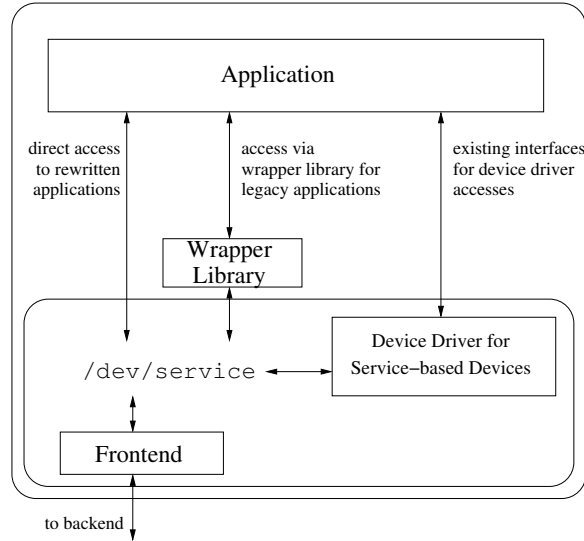 Application
direct access
to rewritten
applications
access via
wrapper library for
legacy applications
existing interfaces
for device driver
accesses
Wrapper
Library
Device Driver for
Service−based Devices
/dev/service
Frontend
to backend